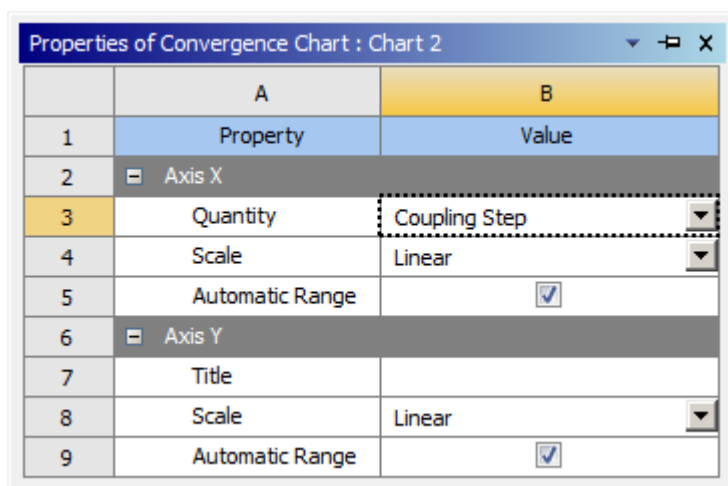 Properties of Convergence Chart : Chart 2
A B
1 Property Value
2 Axis X
3 Quantity Coupling Step
4 Scale Linear
5 Automatic Range
6 Axis Y
7 Title
8 Scale Linear
9 Automatic Range